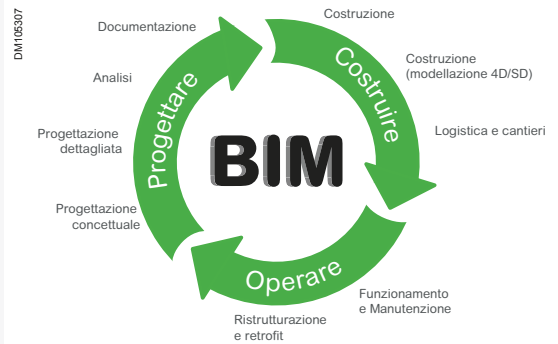 DM105307
Documentazione
Analisi
Progettazione
dettagliata
Progettazione
concettuale
Progettare
BIM
Costruire
Costruzione
Costruzione
(modellazione 4D/SD)
Logistica e cantieri
Operare
Funzionamento
e Manutenzione
Ristrutturazione
e retrofit